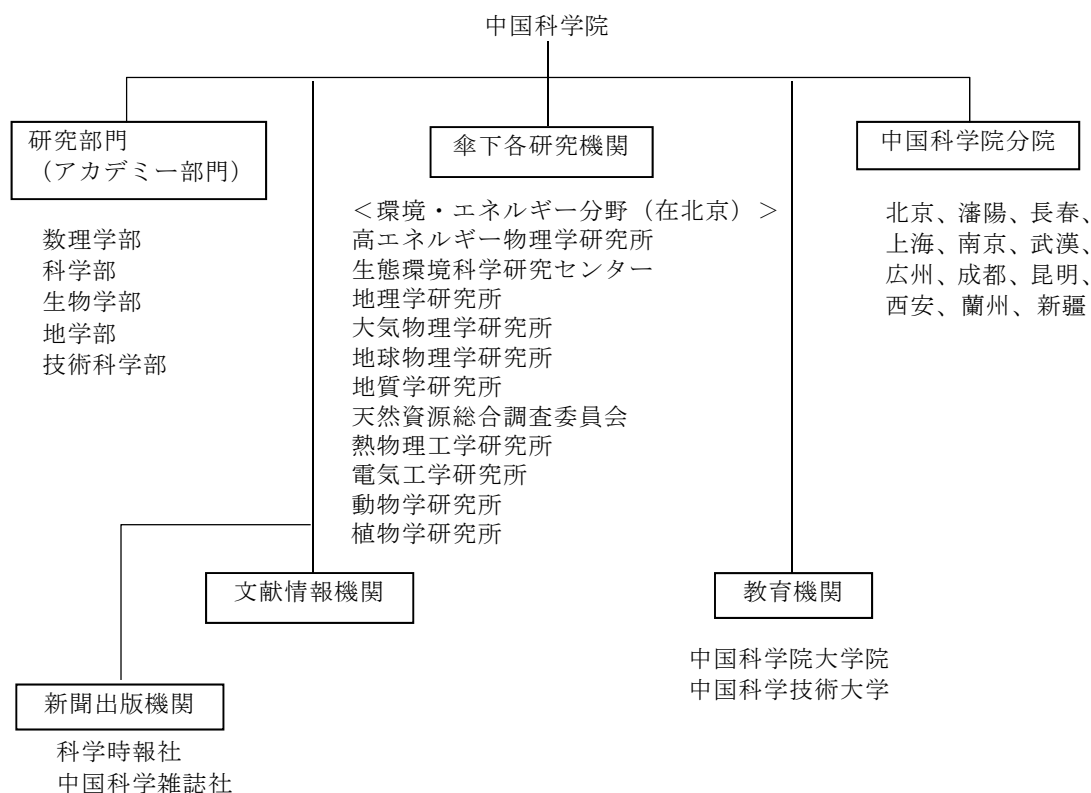 中国科学院
研究部門
（アカデミー部門）
数理学部
科学部
生物学部
地学部
技術科学部
傘下各研究機関
＜環境・エネルギー分野（在北京）＞
高エネルギー物理学研究所
生態環境科学研究センター
地理学研究所
大気物理学研究所
地球物理学研究所
地質学研究所
天然資源総合調査委員会
熱物理工学研究所
電気工学研究所
動物学研究所
植物学研究所
中国科学院分院
北京、瀋陽、長春、
上海、南京、武漢、
広州、成都、昆明、
西安、蘭州、新疆
文献情報機関
教育機関
中国科学院大学院
中国科学技術大学
新聞出版機関
科学時報社
中国科学雑誌社